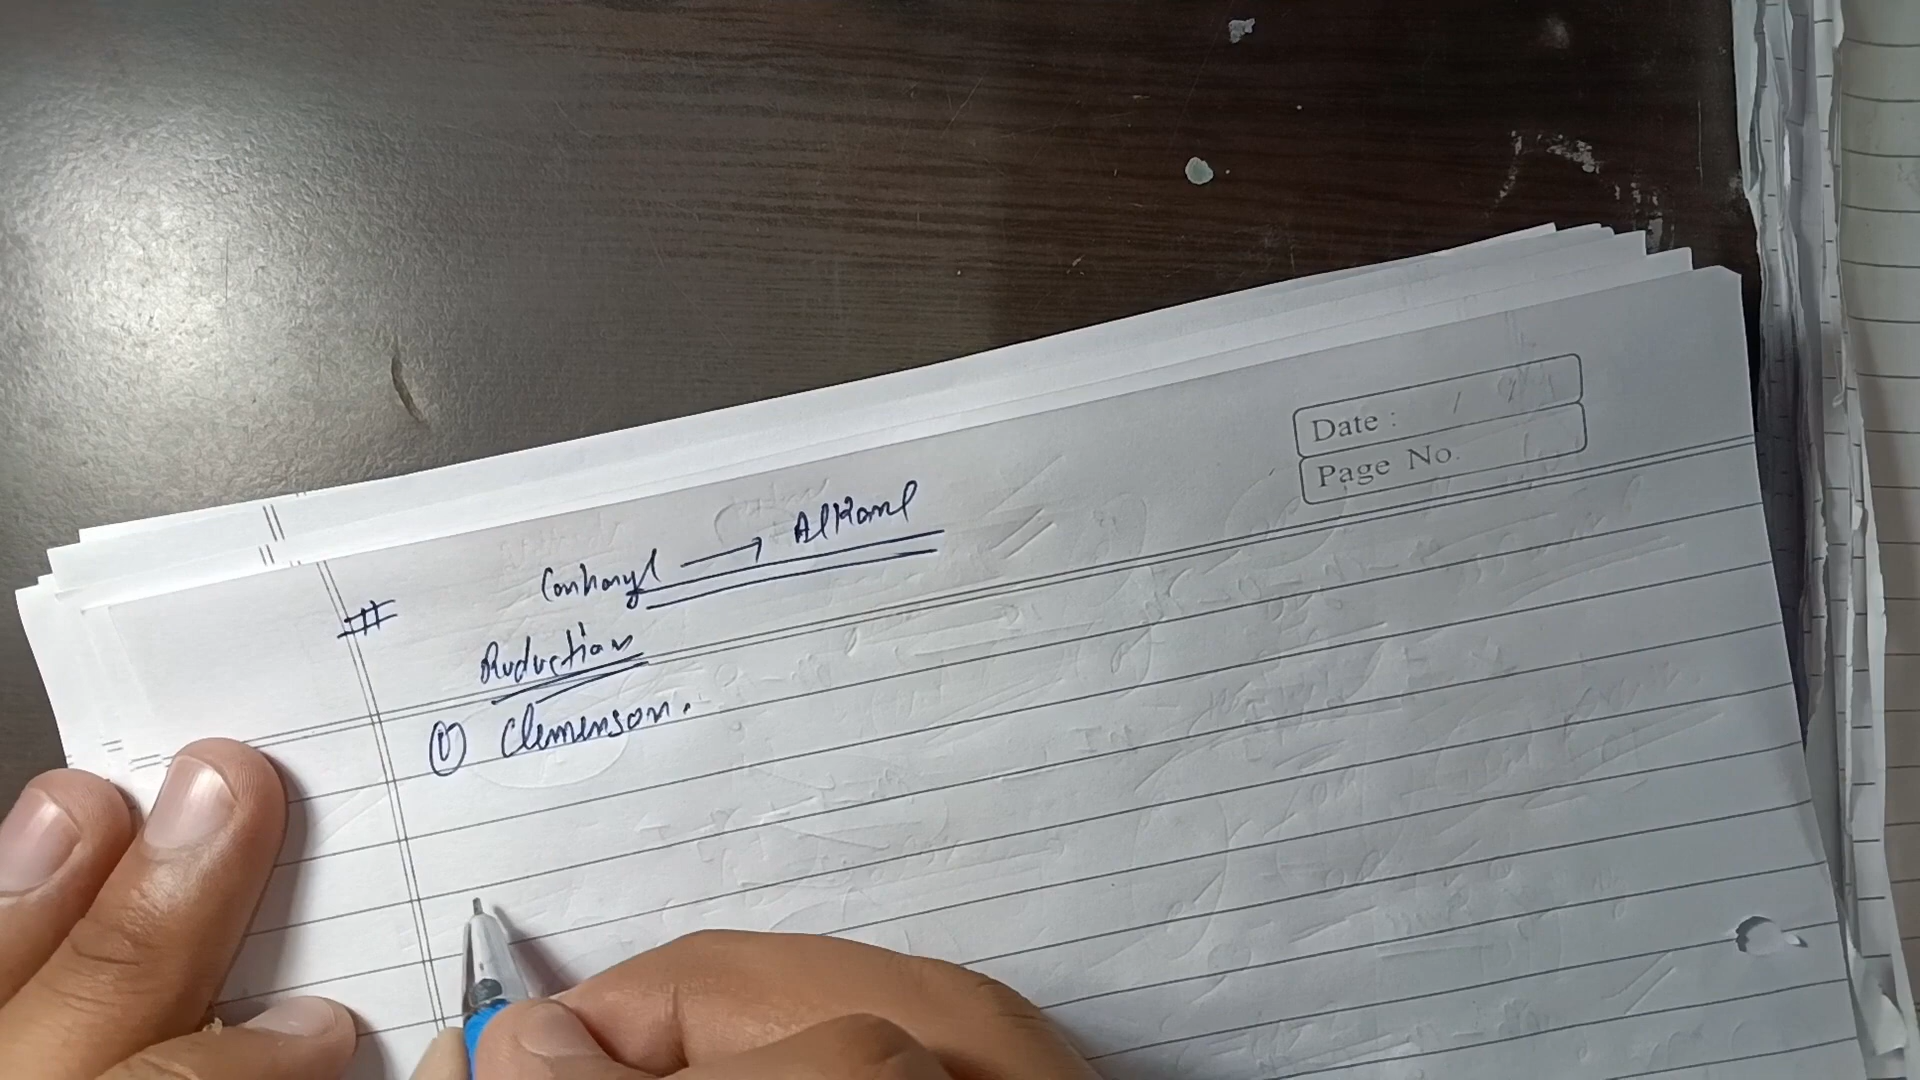 Date :
Page No.
# Carbonyl → Alkane
Reduction
① Clemenson.